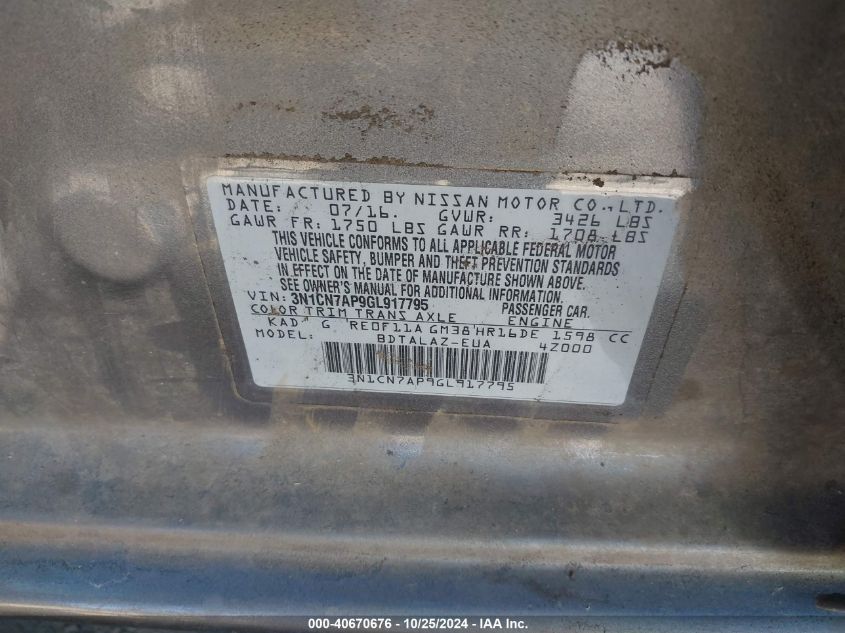 MANUFACTURED BY NISSAN MOTOR CO., LTD.
DATE: 07/16. GVWR: 3426 LBS
GAWR FR: 1750 LBS GAWR RR: 1708 LBS
THIS VEHICLE CONFORMS TO ALL APPLICABLE FEDERAL MOTOR
VEHICLE SAFETY, BUMPER AND THEFT PREVENTION STANDARDS
IN EFFECT ON THE DATE OF MANUFACTURE SHOWN ABOVE.
SEE OWNER'S MANUAL FOR ADDITIONAL INFORMATION.
VIN: 3N1CN7AP9GL917795 PASSENGER CAR.
COLOR TRIM TRANS AXLE ENGINE
KAD G RE0F11A GM38 HR16DE 1598 CC
MODEL: BDTALAZ-EUA 4Z000
3N1CN7AP9GL917795
000-40670676 - 10/25/2024 - IAA Inc.